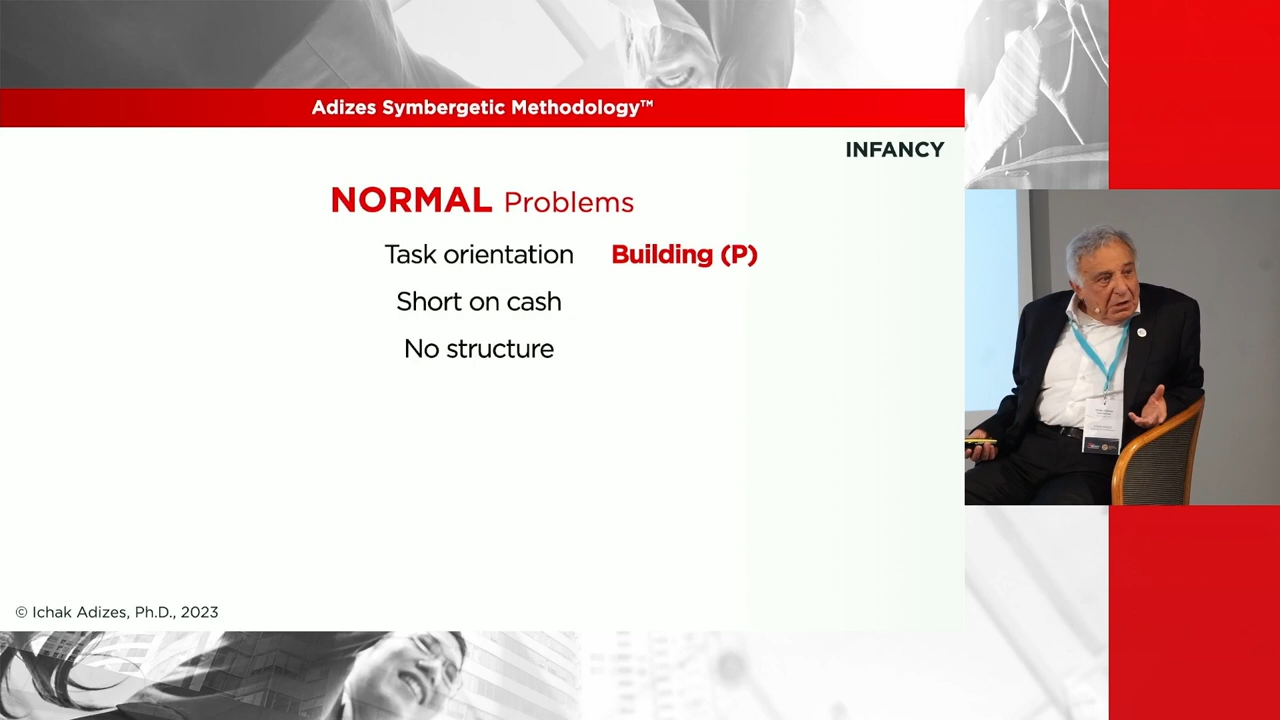 Adizes Symbergetic Methodology™
INFANCY
NORMAL Problems
Task orientation Building (P)
Short on cash
No structure
© Ichak Adizes, Ph.D., 2023